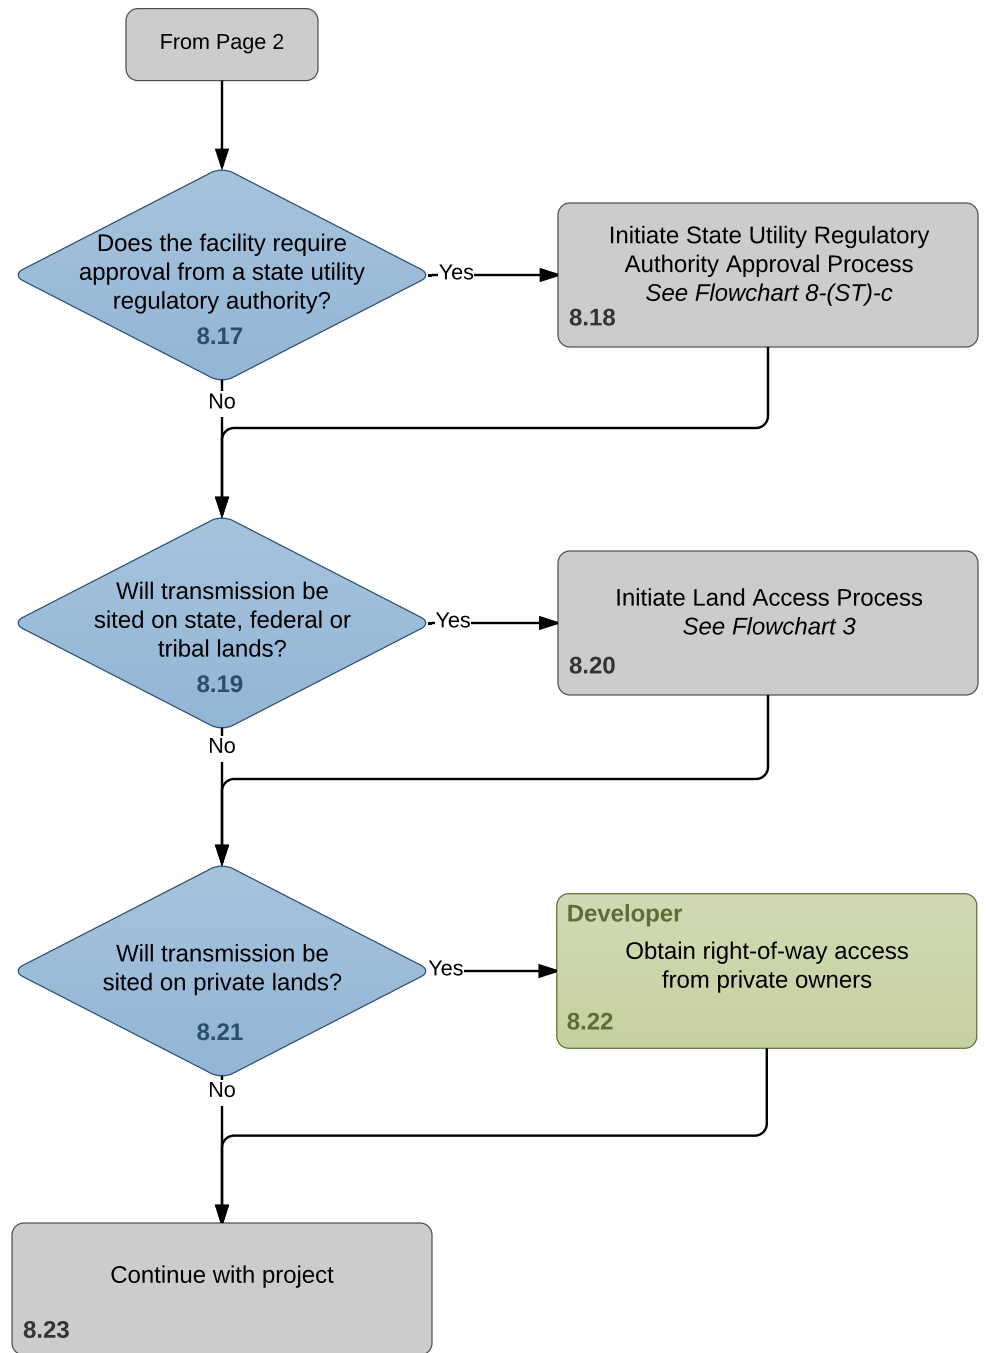 From Page 2
Does the facility require
approval from a state utility
regulatory authority?
8.17
Yes
Initiate State Utility Regulatory
Authority Approval Process
See Flowchart 8-(ST)-c
8.18
No
Will transmission be
sited on state, federal or
tribal lands?
8.19
Yes
Initiate Land Access Process
See Flowchart 3
8.20
No
Will transmission be
sited on private lands?
8.21
Yes
Developer
Obtain right-of-way access
from private owners
8.22
No
Continue with project
8.23